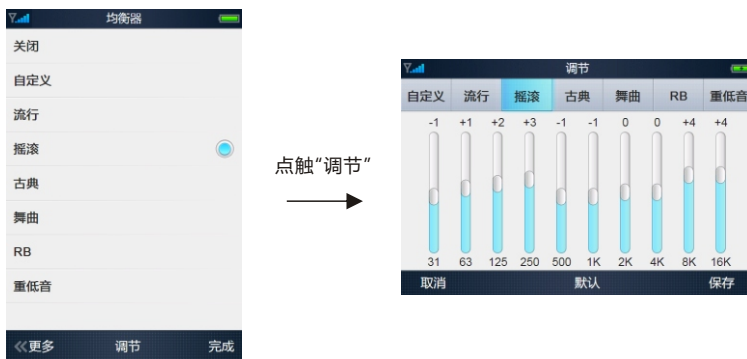 均衡器
关闭
自定义
流行
摇滚
古典
舞曲
RB
重低音
更多 调节 完成
点触“调节”
调节
自定义 流行 摇滚 古典 舞曲 RB 重低音
-1 +1 +2 +3 -1 -1 0 0 +4 +4
31 63 125 250 500 1K 2K 4K 8K 16K
取消 默认 保存